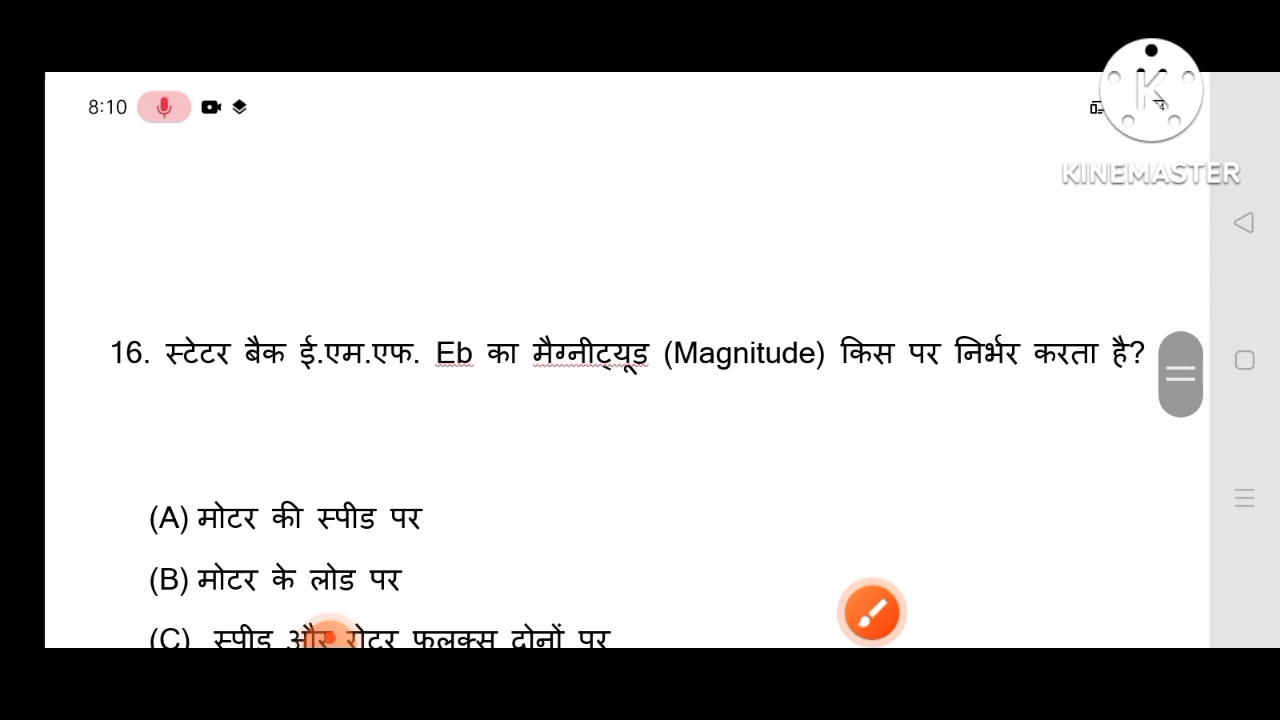 8:10
KINEMASTER
16. स्टेटर बैक ई.एम.एफ. Eb का मैग्नीट्यूड (Magnitude) किस पर निर्भर करता है?
(A) मोटर की स्पीड पर
(B) मोटर के लोड पर
(C) स्पीड और रोटर फलक्स दोनों पर